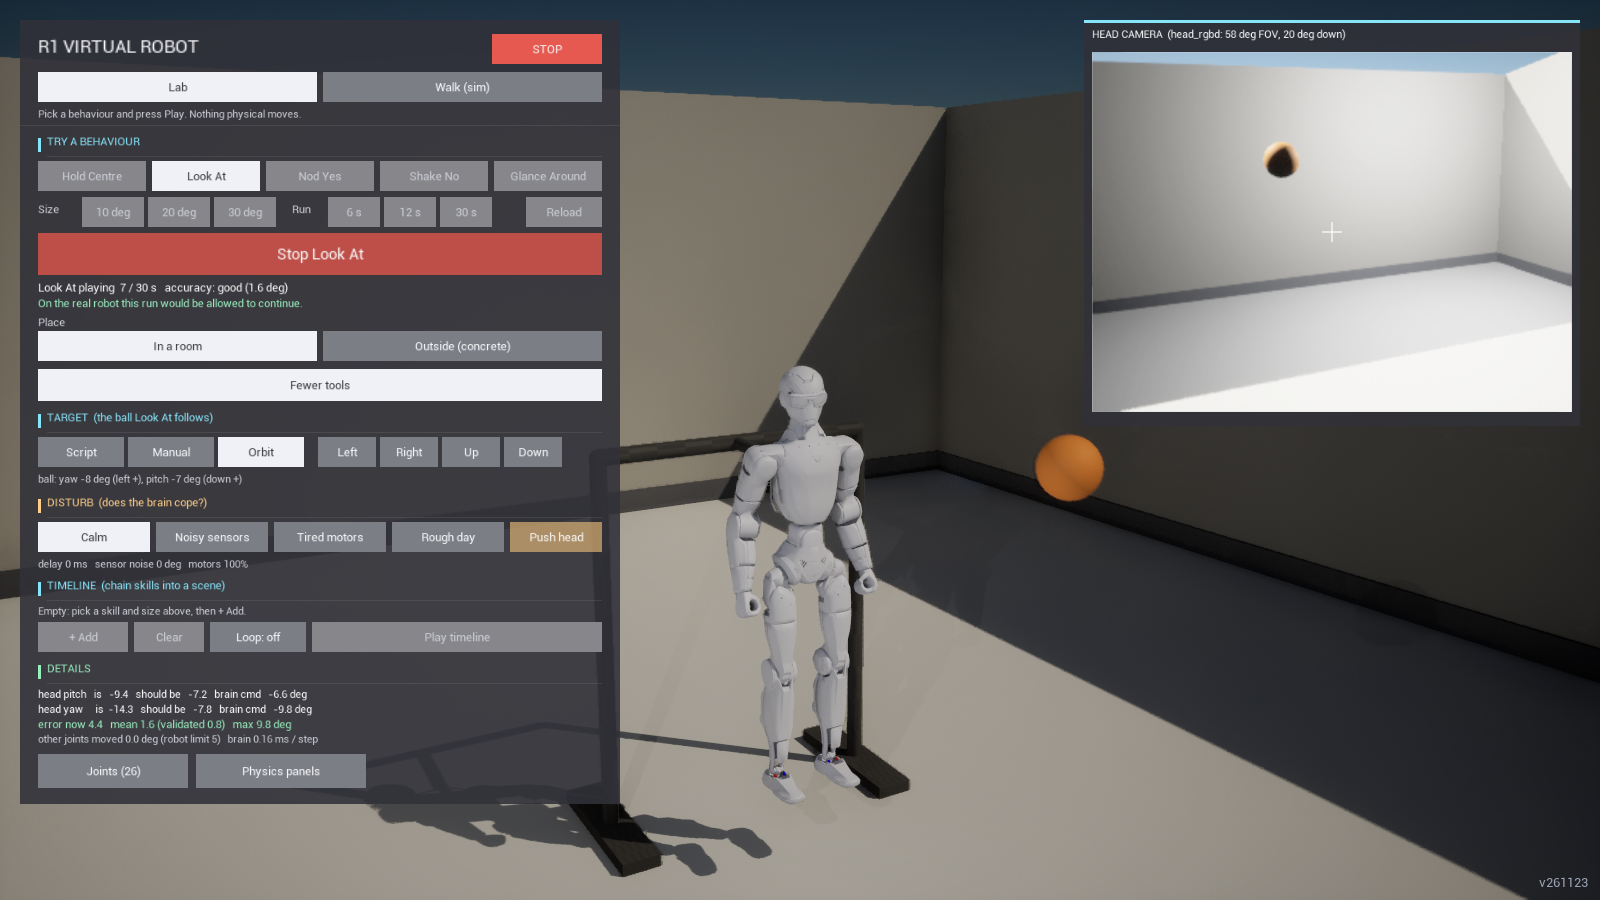 R1 VIRTUAL ROBOT
STOP
Lab
Walk (sim)
Pick a behaviour and press Play. Nothing physical moves.
TRY A BEHAVIOUR
Hold Centre
Look At
Nod Yes
Shake No
Glance Around
Size
10 deg
20 deg
30 deg
Run
6 s
12 s
30 s
Reload
Stop Look At
Look At playing 7 / 30 s accuracy: good (1.6 deg)
On the real robot this run would be allowed to continue.
Place
In a room
Outside (concrete)
Fewer tools
TARGET (the ball Look At follows)
Script
Manual
Orbit
Left
Right
Up
Down
ball: yaw -8 deg (left +), pitch -7 deg (down +)
DISTURB (does the brain cope?)
Calm
Noisy sensors
Tired motors
Rough day
Push head
delay 0 ms sensor noise 0 deg motors 100%
TIMELINE (chain skills into a scene)
Empty: pick a skill and size above, then + Add.
+ Add
Clear
Loop: off
Play timeline
DETAILS
head pitch is -9.4 should be -7.2 brain cmd -6.6 deg
head yaw is -14.3 should be -7.8 brain cmd -9.8 deg
error now 4.4 mean 1.6 (validated 0.8) max 9.8 deg
other joints moved 0.0 deg (robot limit 5) brain 0.16 ms / step
Joints (26)
Physics panels
HEAD CAMERA (head_rgbd: 58 deg FOV, 20 deg down)
v261123